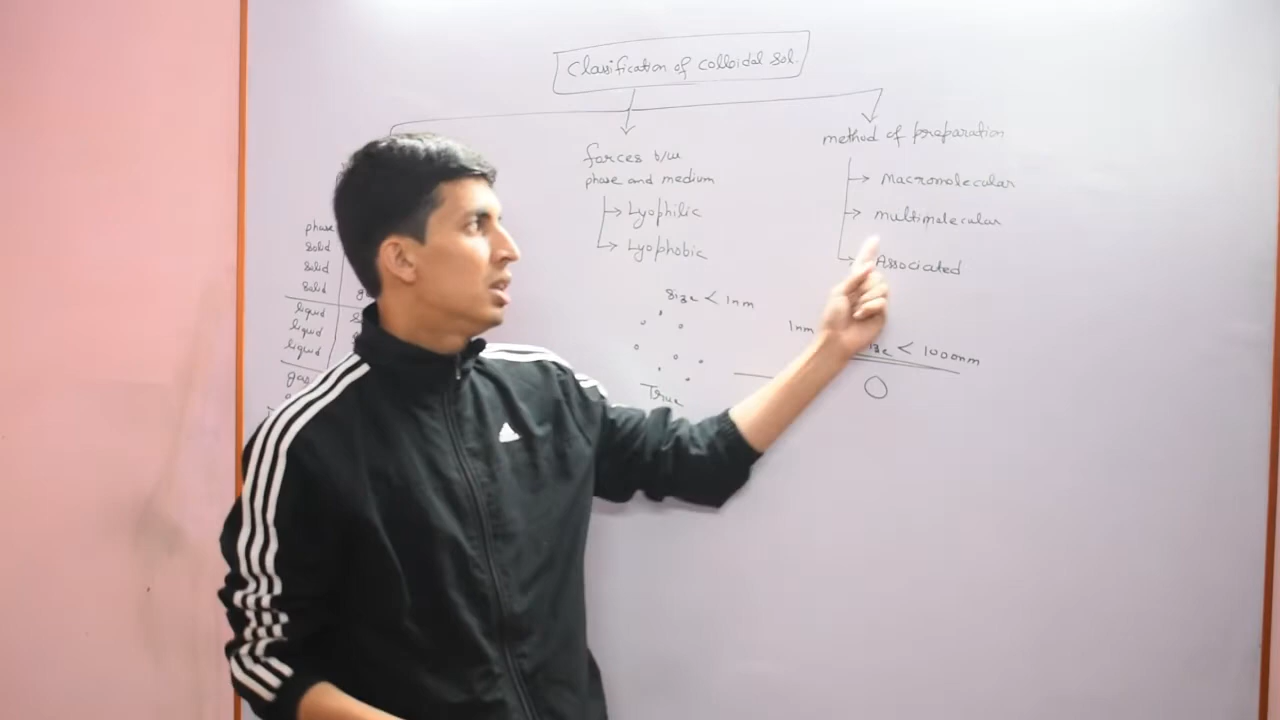 Classification of colloidal sol.
forces b/w
phase and medium
Lyophilic
Lyophobic
method of preparation
Macromolecular
multimolecular
Associated
phase
solid
solid
solid
liquid
liquid
liquid
gas
size < 1nm
True
1nm
< 1000nm